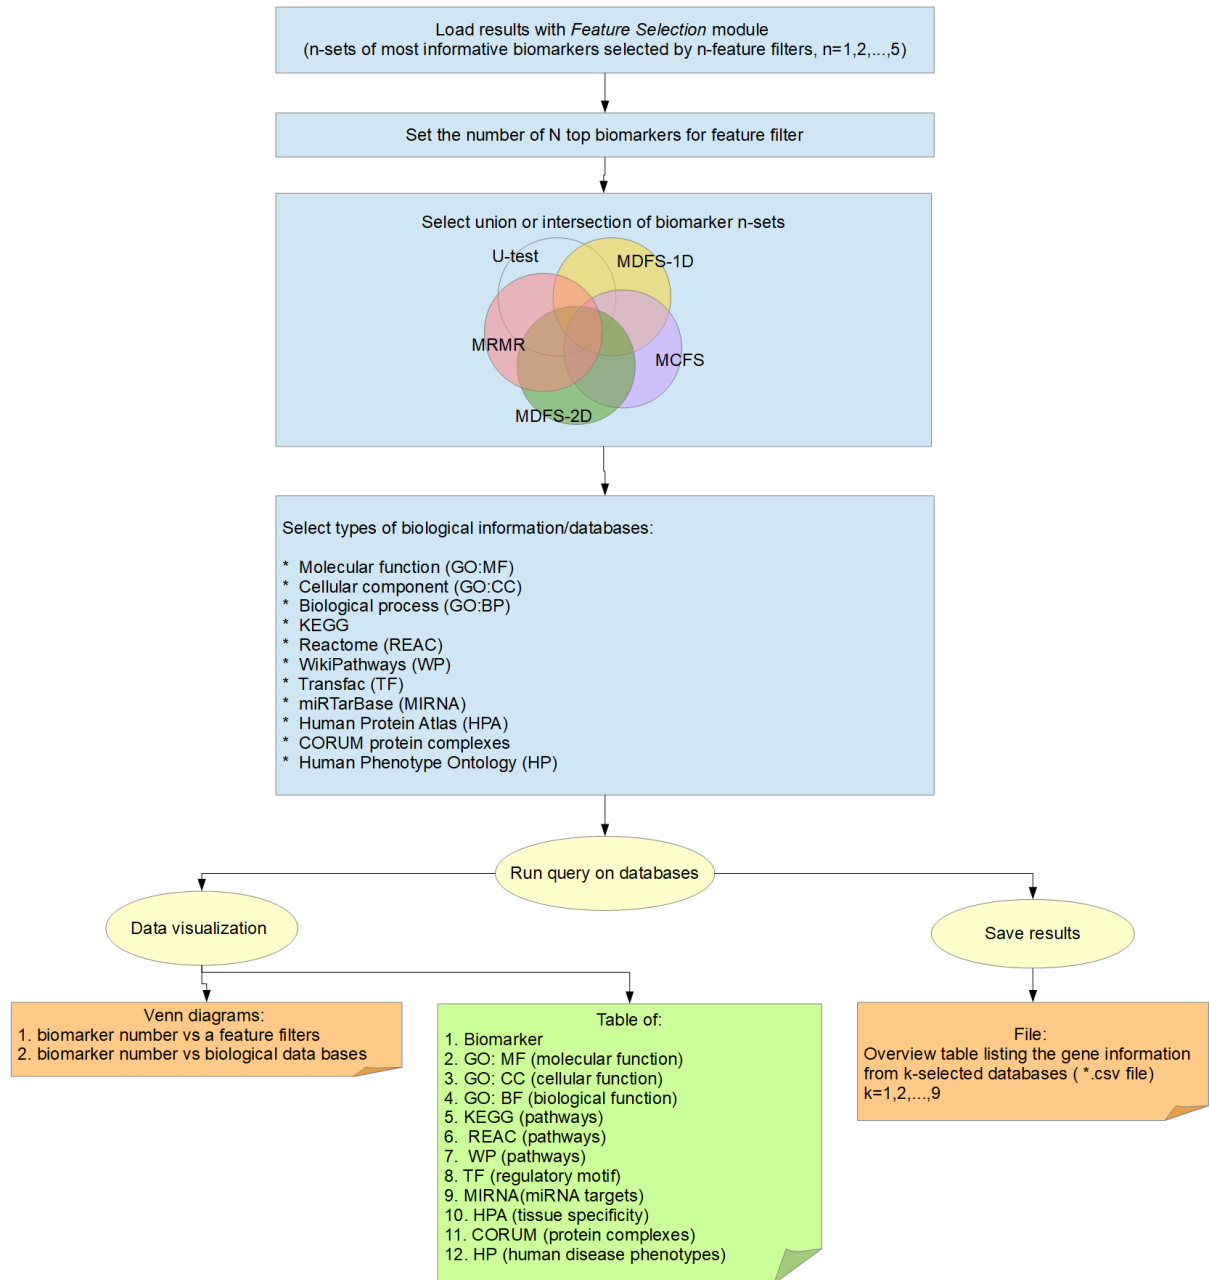 Load results with Feature Selection module
(n-sets of most informative biomarkers selected by n-feature filters, n=1,2,...,5)
Set the number of N top biomarkers for feature filter
Select union or intersection of biomarker n-sets
U-test
MDFS-1D
MRMR
MCFS
MDFS-2D
Select types of biological information/databases:
* Molecular function (GO:MF)
* Cellular component (GO:CC)
* Biological process (GO:BP)
* KEGG
* Reactome (REAC)
* WikiPathways (WP)
* Transfac (TF)
* miRTarBase (MIRNA)
* Human Protein Atlas (HPA)
* CORUM protein complexes
* Human Phenotype Ontology (HP)
Run query on databases
Data visualization
Save results
Venn diagrams:
1. biomarker number vs a feature filters
2. biomarker number vs biological data bases
Table of:
1. Biomarker
2. GO: MF (molecular function)
3. GO: CC (cellular function)
4. GO: BF (biological function)
5. KEGG (pathways)
6. REAC (pathways)
7. WP (pathways)
8. TF (regulatory motif)
9. MIRNA(miRNA targets)
10. HPA (tissue specificity)
11. CORUM (protein complexes)
12. HP (human disease phenotypes)
File:
Overview table listing the gene information
from k-selected databases ( *.csv file)
k=1,2,...,9